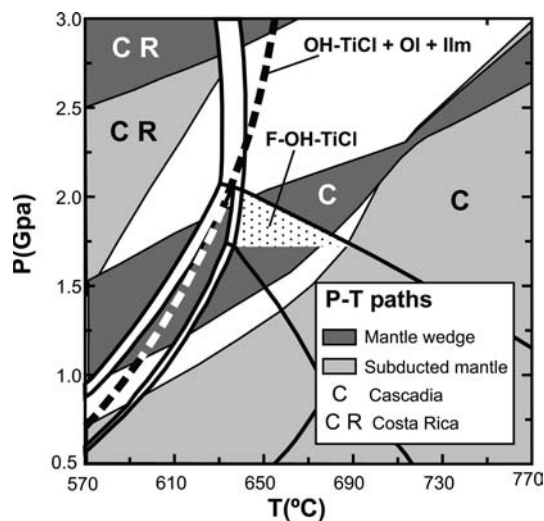 3.0
2.5
2.0
1.5
1.0
0.5
P(Gpa)
C R
C R
OH-TiCl + Ol + Ilm
F-OH-TiCl
C
C
P-T paths
Mantle wedge
Subducted mantle
C Cascadia
C R Costa Rica
570 610 650 690 730 770
T(ºC)